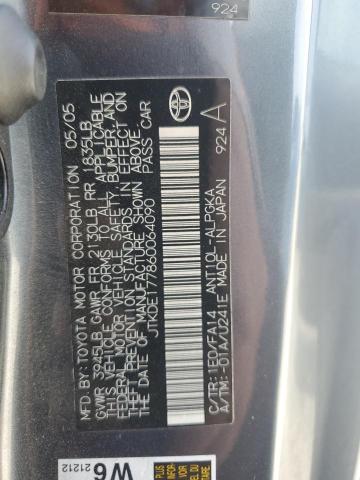 924
MFD. BY: TOYOTA MOTOR CORPORATION 05/05
GVWR 3945LB GAWR FR 2130LB RR 1835LB
THIS VEHICLE CONFORMS TO ALL APPLICABLE
FEDERAL MOTOR VEHICLE SAFETY, BUMPER, AND
THEFT PREVENTION STANDARDS IN EFFECT ON
THE DATE OF MANUFACTURE SHOWN ABOVE.
JTKDE177860064090 PASS CAR
C/TR: 1E0/FA14 ANT10L-ALPGKA
A/TM: -01A/U241E MADE IN JAPAN
924 A
W6
21212